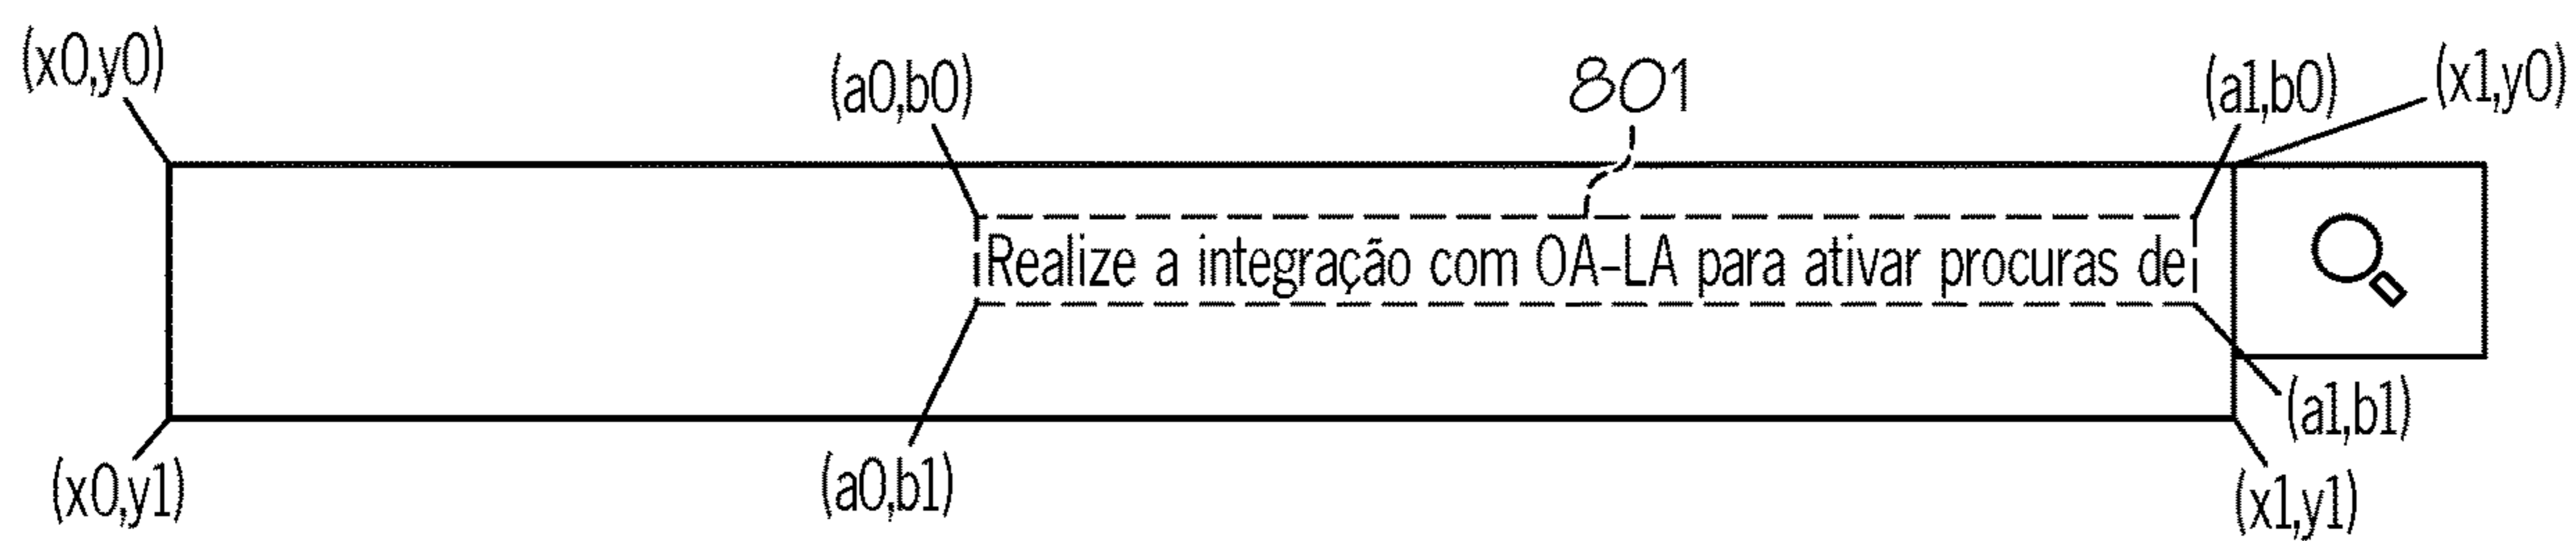 (x0,y0)
(a0,b0)
801
(a1,b0)
(x1,y0)
Realize a integração com OA-LA para ativar procuras de
(x0,y1)
(a0,b1)
(a1,b1)
(x1,y1)